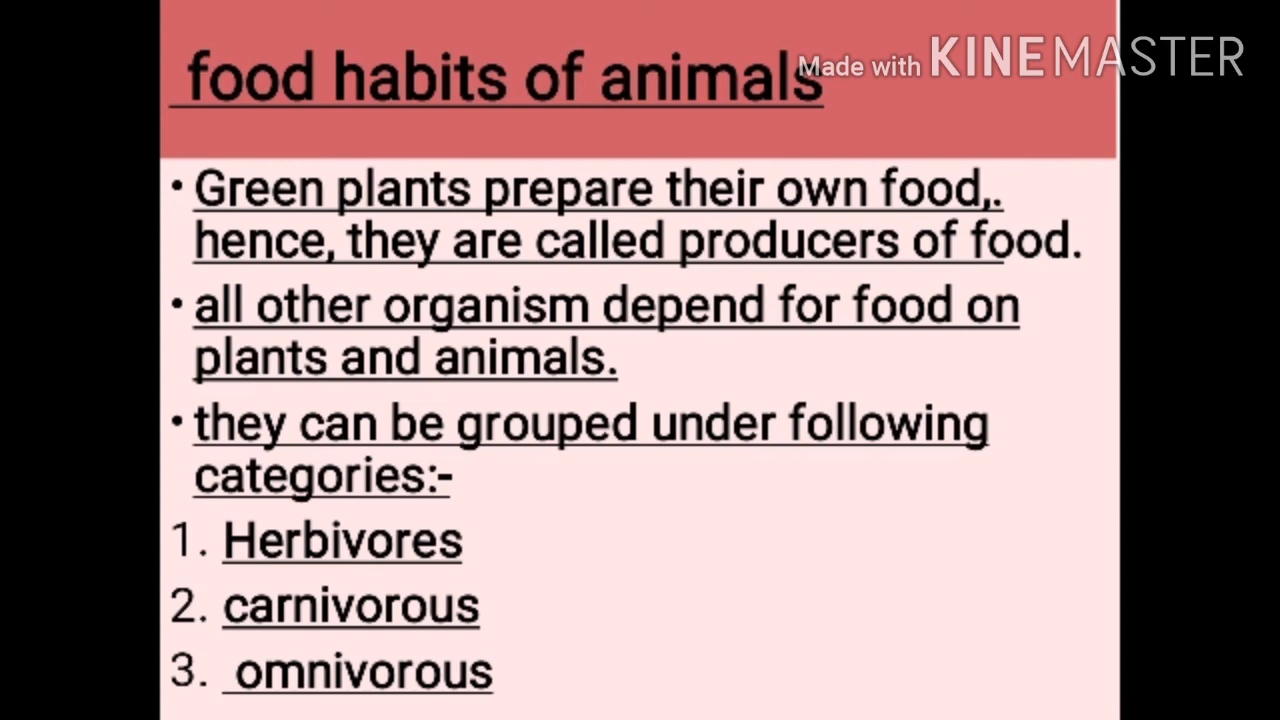 food habits of animals
Made with KINEMASTER
• Green plants prepare their own food,.
hence, they are called producers of food.
• all other organism depend for food on
plants and animals.
• they can be grouped under following
categories:-
1. Herbivores
2. carnivorous
3. omnivorous